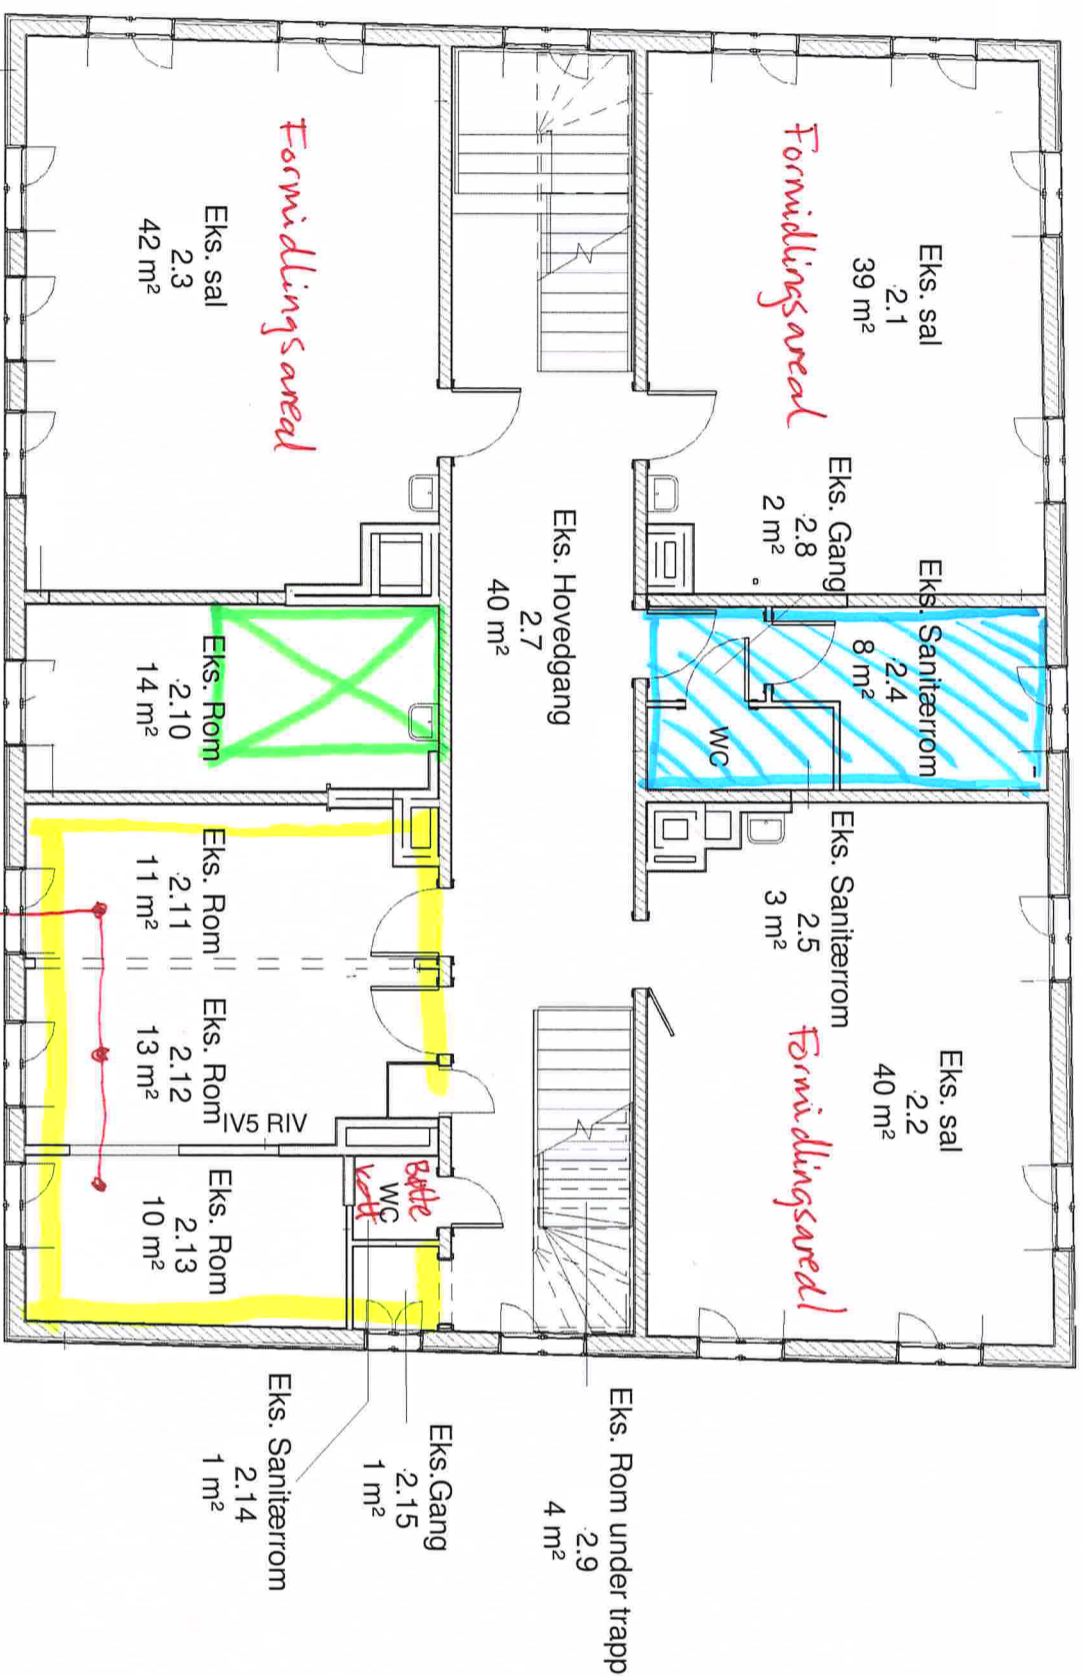 Eks. sal
2.1
39 m²
Formidlingsareal
Eks. Gang
2.8
2 m²
Eks. Sanitærrom
2.4
8 m²
WC
Eks. Sanitærrom
2.5
3 m²
Eks. sal
2.2
40 m²
Formidlingsareal
Eks. Hovedgang
2.7
40 m²
Eks. Rom under trapp
2.9
4 m²
Eks. sal
2.3
42 m²
Formidlingsareal
Eks. Rom
2.10
14 m²
Eks. Rom
2.11
11 m²
Eks. Rom
2.12
13 m²
IV5 RIV
Eks. Rom
2.13
10 m²
Bøtte
WC
kott
Eks.Gang
2.15
1 m²
Eks. Sanitærrom
2.14
1 m²